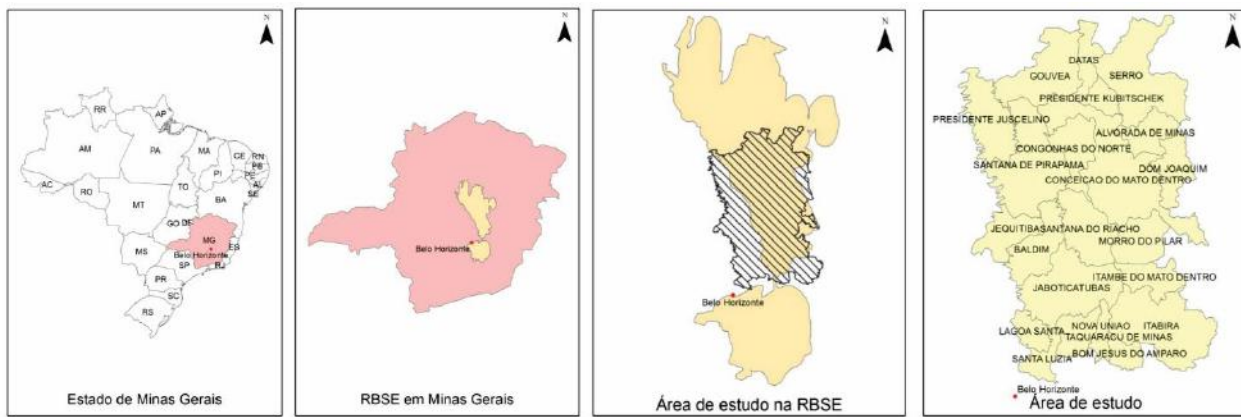 N
RR
AP
AM
PA
MA
CE
RN
PB
PI
AC
TO
AL
SE
RO
BA
MT
GO
DF
MG
ES
MS
Belo Horizonte
SP
RJ
PR
SC
RS
Estado de Minas Gerais
N
Belo Horizonte
RBSE em Minas Gerais
N
Belo Horizonte
Área de estudo na RBSE
N
DATAS
GOUVEA
SERRO
PRESIDENTE KUBITSCHEK
PRESIDENTE JUSCELINO
ALVORADA DE MINAS
CONGONHAS DO NORTE
SANTANA DE PIRAPAMA
DOM JOAQUIM
CONCEICAO DO MATO DENTRO
JEQUITIBA
SANTANA DO RIACHO
MORRO DO PILAR
BALDIM
ITAMBE DO MATO DENTRO
JABOTICATUBAS
LAGOA SANTA
NOVA UNIAO
ITABIRA
TAQUARACU DE MINAS
BOM JESUS DO AMPARO
SANTA LUZIA
Belo Horizonte
Área de estudo